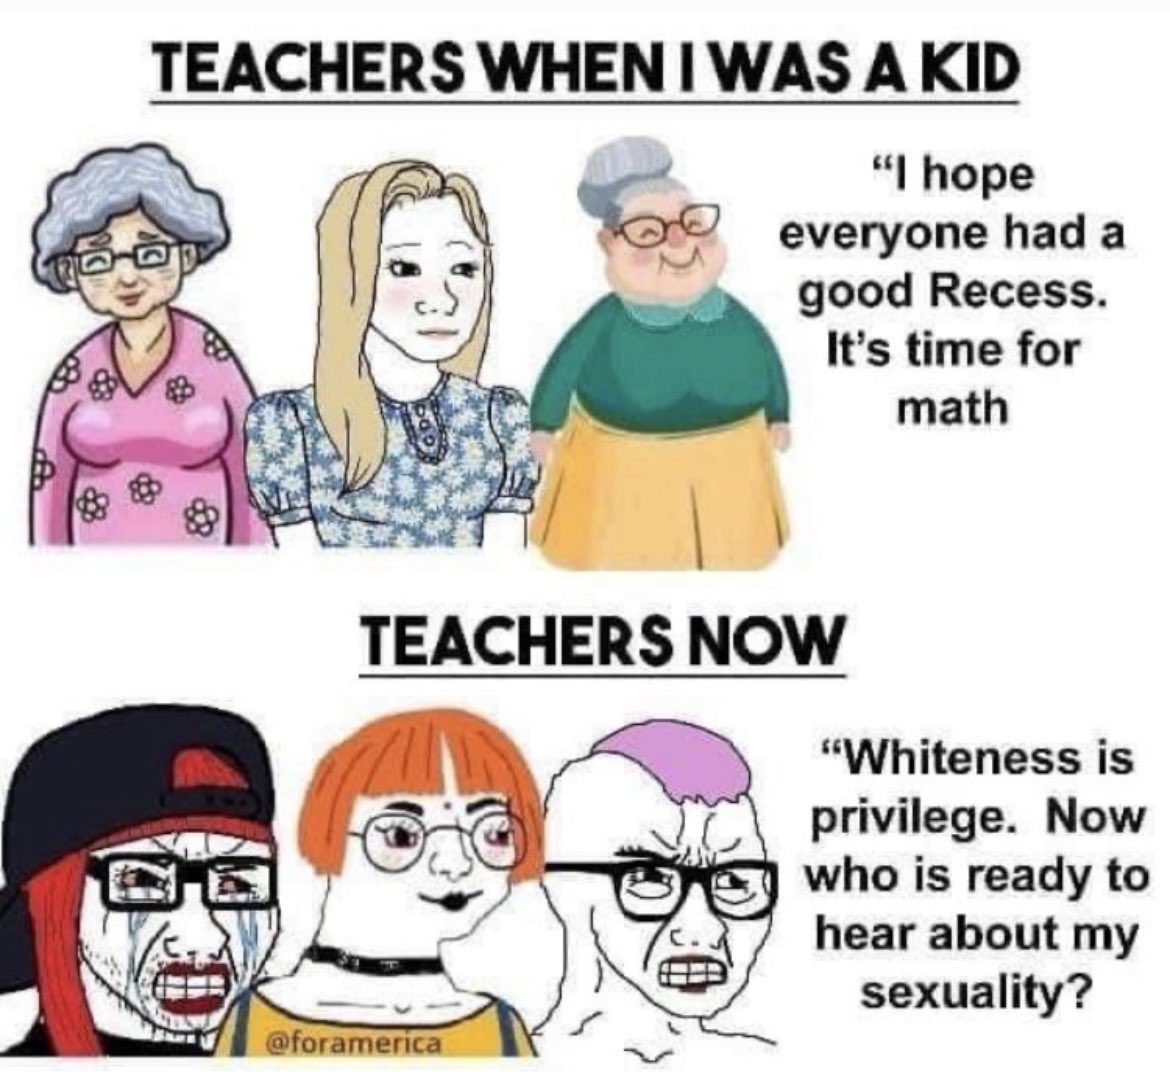 TEACHERS WHEN I WAS A KID
“I hope
everyone had a
good Recess.
It’s time for
math
TEACHERS NOW
“Whiteness is
privilege. Now
who is ready to
hear about my
sexuality?
@foramerica